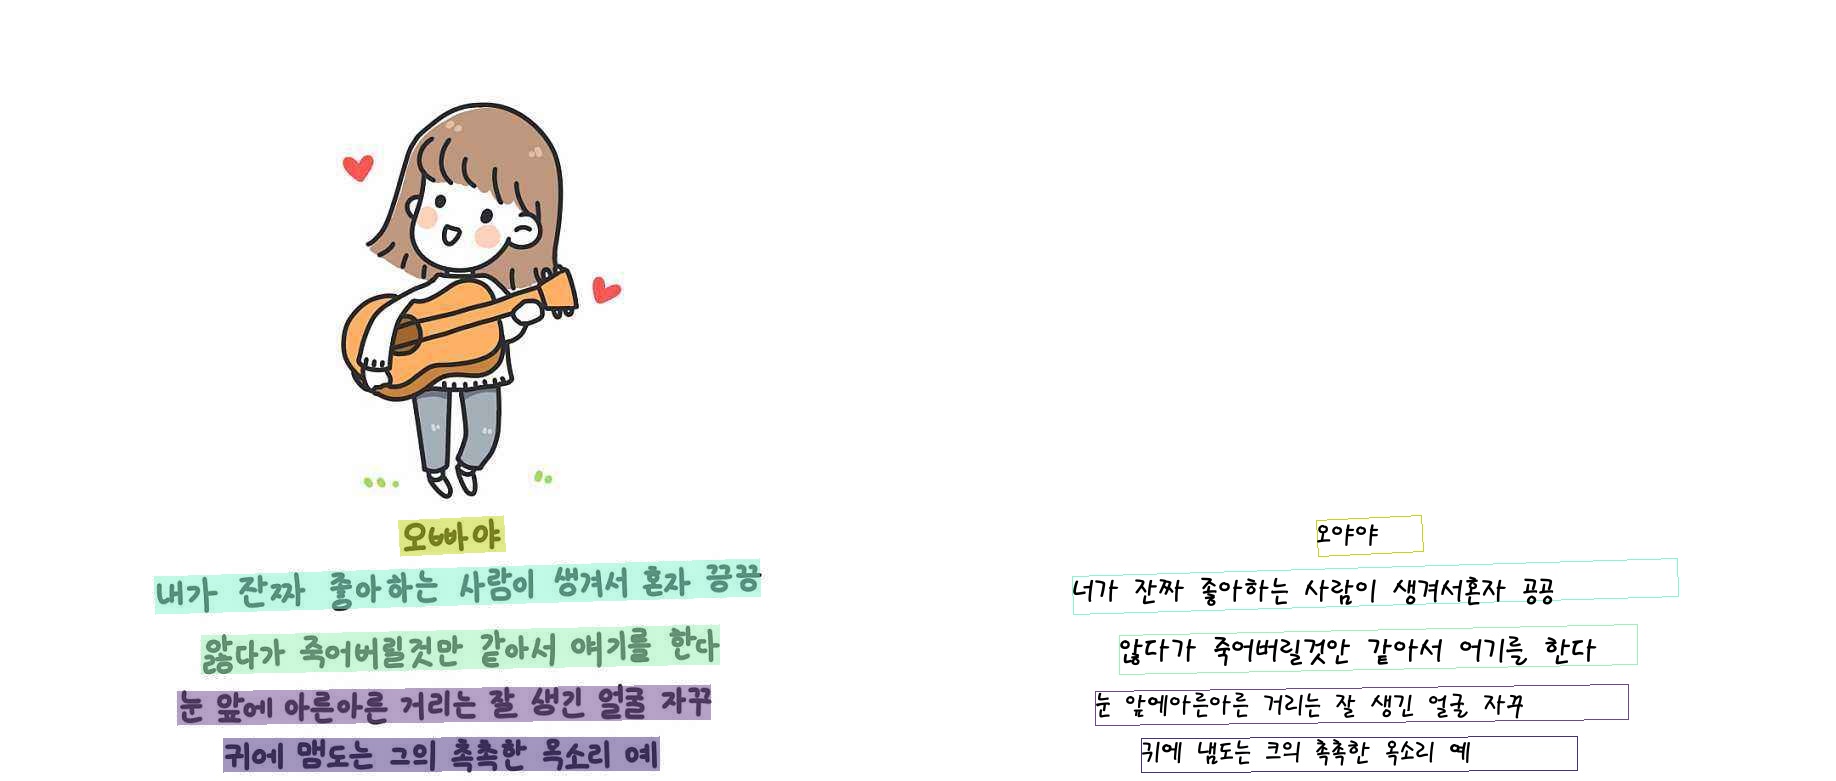 오빠야
내가 잔짜 좋아하는 사람이 생겨서 혼자 끙끙
앓다가 죽어버릴것만 같아서 얘기를 한다
눈 앞에 아른아른 거리는 잘 생긴 얼굴 자꾸
귀에 맴도는 그의 촉촉한 목소리 예
오야야
너가 잔짜 좋아하는 사람이 생겨서혼자 공공
않다가 죽어버릴것안 같아서 어기를 한다
눈 앞에아른아른 거리는 잘 생긴 얼굴 자꾸
귀에 냄도는 크의 촉촉한 옥소리 예